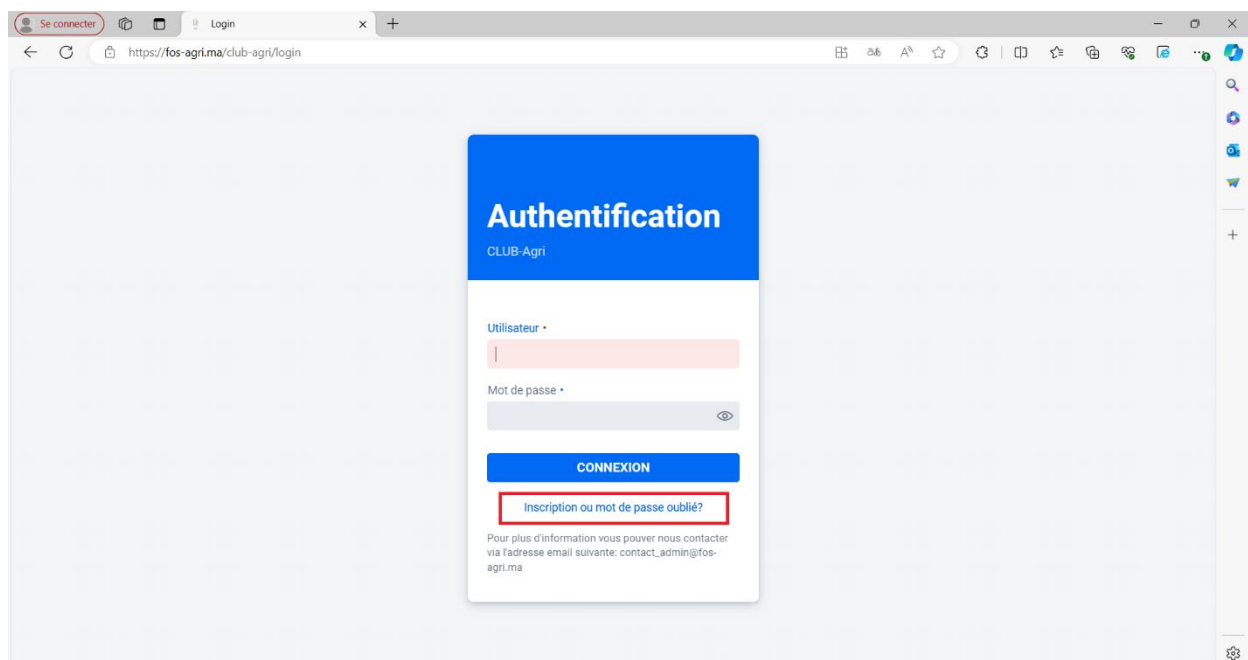 Se connecter
Login
https://fos-agri.ma/club-agri/login
Authentification
CLUB-Agri
Utilisateur •
Mot de passe •
CONNEXION
Inscription ou mot de passe oublié?
Pour plus d'information vous pouver nous contacter
via l'adresse email suivante: contact_admin@fos-
agri.ma